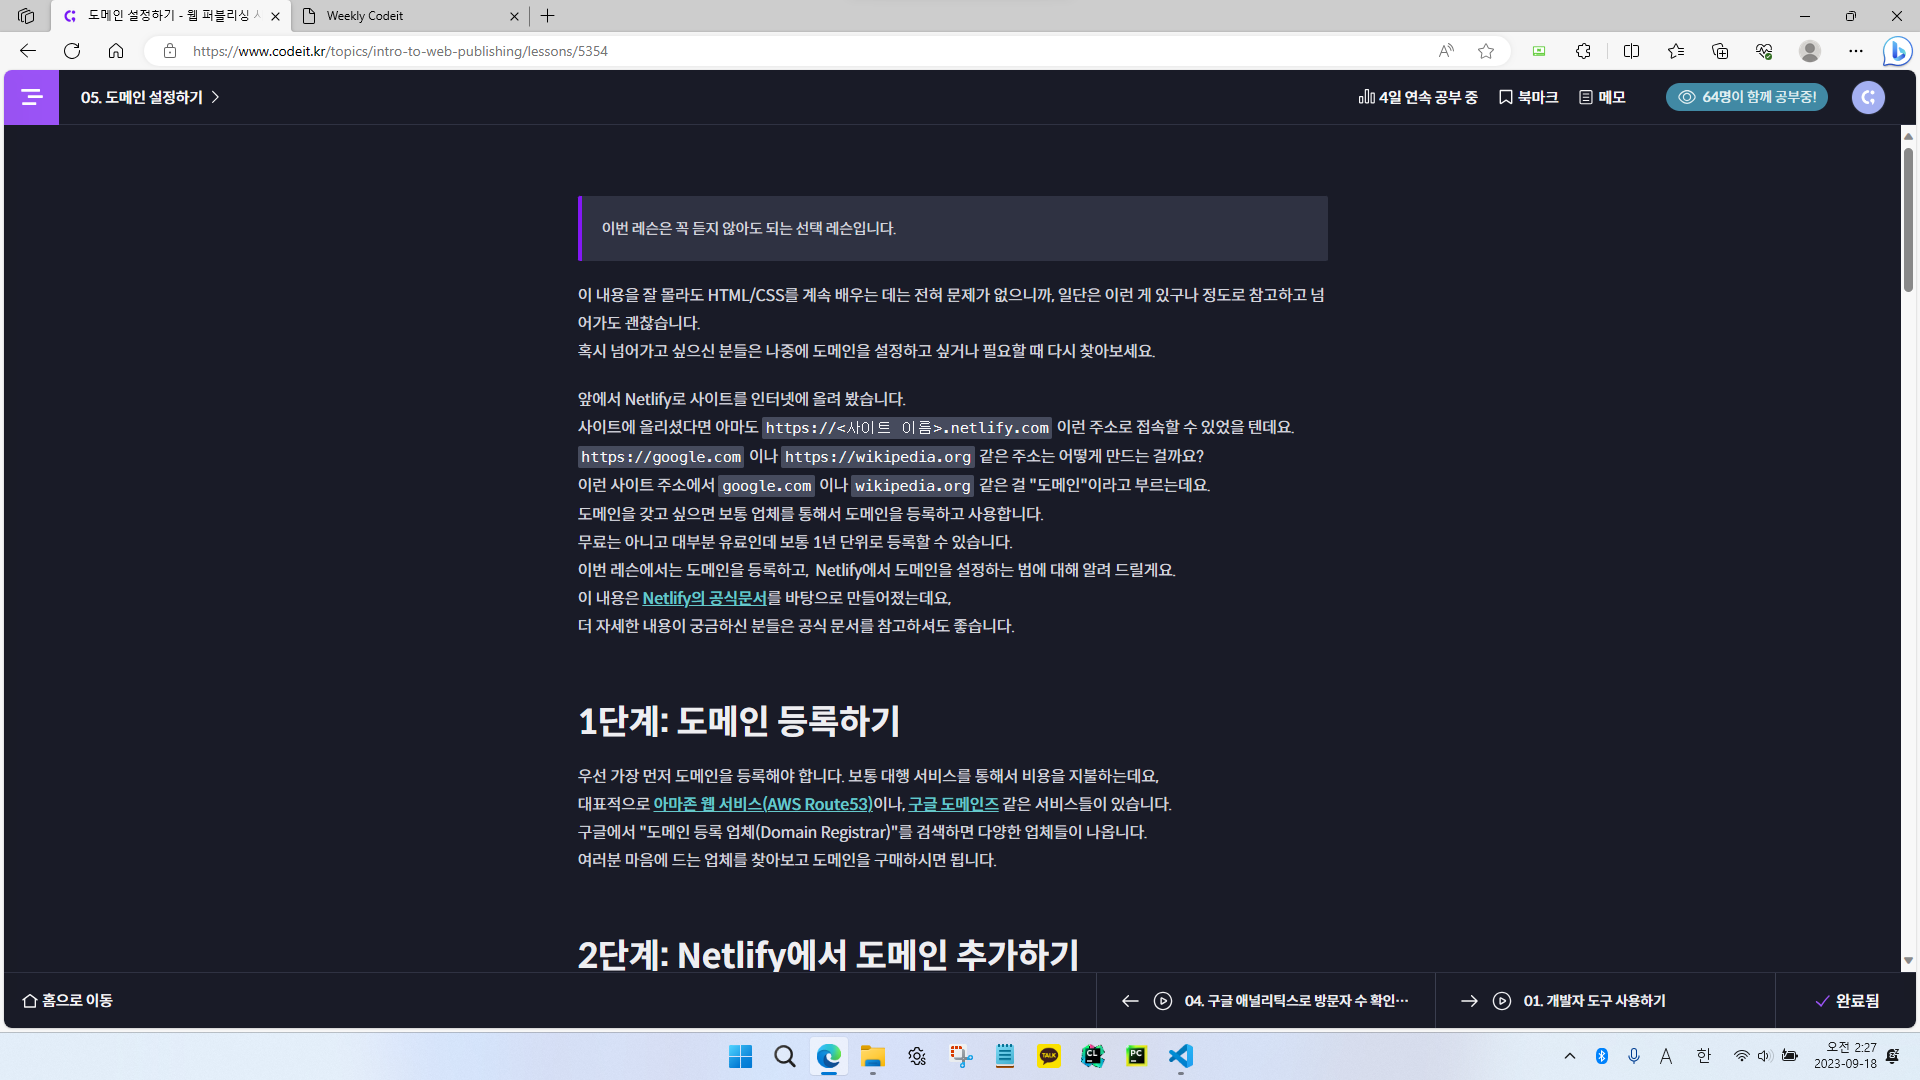 도메인 설정하기 - 웹 퍼블리싱
Weekly Codeit
https://www.codeit.kr/topics/intro-to-web-publishing/lessons/5354
05. 도메인 설정하기
4일 연속 공부 중
북마크
메모
64명이 함께 공부중!
이번 레슨은 꼭 듣지 않아도 되는 선택 레슨입니다.
이 내용을 잘 몰라도 HTML/CSS를 계속 배우는 데는 전혀 문제가 없으니까, 일단은 이런 게 있구나 정도로 참고하고 넘
어가도 괜찮습니다.
혹시 넘어가고 싶으신 분들은 나중에 도메인을 설정하고 싶거나 필요할 때 다시 찾아보세요.
앞에서 Netlify로 사이트를 인터넷에 올려 봤습니다.
사이트에 올리셨다면 아마도 https://<사이트 이름>.netlify.com 이런 주소로 접속할 수 있었을 텐데요.
https://google.com 이나 https://wikipedia.org 같은 주소는 어떻게 만드는 걸까요?
이런 사이트 주소에서 google.com 이나 wikipedia.org 같은 걸 "도메인"이라고 부르는데요.
도메인을 갖고 싶으면 보통 업체를 통해서 도메인을 등록하고 사용합니다.
무료는 아니고 대부분 유료인데 보통 1년 단위로 등록할 수 있습니다.
이번 레슨에서는 도메인을 등록하고, Netlify에서 도메인을 설정하는 법에 대해 알려 드릴게요.
이 내용은 Netlify의 공식문서를 바탕으로 만들어졌는데요,
더 자세한 내용이 궁금하신 분들은 공식 문서를 참고하셔도 좋습니다.
1단계: 도메인 등록하기
우선 가장 먼저 도메인을 등록해야 합니다. 보통 대행 서비스를 통해서 비용을 지불하는데요,
대표적으로 아마존 웹 서비스(AWS Route53)이나, 구글 도메인즈 같은 서비스들이 있습니다.
구글에서 "도메인 등록 업체(Domain Registrar)"를 검색하면 다양한 업체들이 나옵니다.
여러분 마음에 드는 업체를 찾아보고 도메인을 구매하시면 됩니다.
2단계: Netlify에서 도메인 추가하기
홈으로 이동
04. 구글 애널리틱스로 방문자 수 확인…
01. 개발자 도구 사용하기
완료됨
TALK
CL
PC
A
한
오전 2:27
2023-09-18